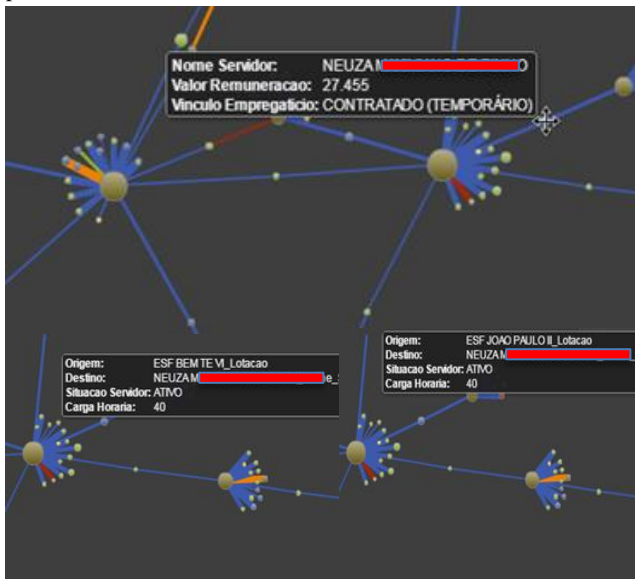 Nome Servidor: NEUZA M O
Valor Remuneracao: 27.455
Vinculo Empregaticio: CONTRATADO (TEMPORÁRIO)
Origem: ESF BEM TE VI_Lotacao
Destino: NEUZA M e_
Situacao Servidor: ATIVO
Carga Horaria: 40
Origem: ESF JOAO PAULO II_Lotacao
Destino: NEUZA M
Situacao Servidor: ATIVO
Carga Horaria: 40